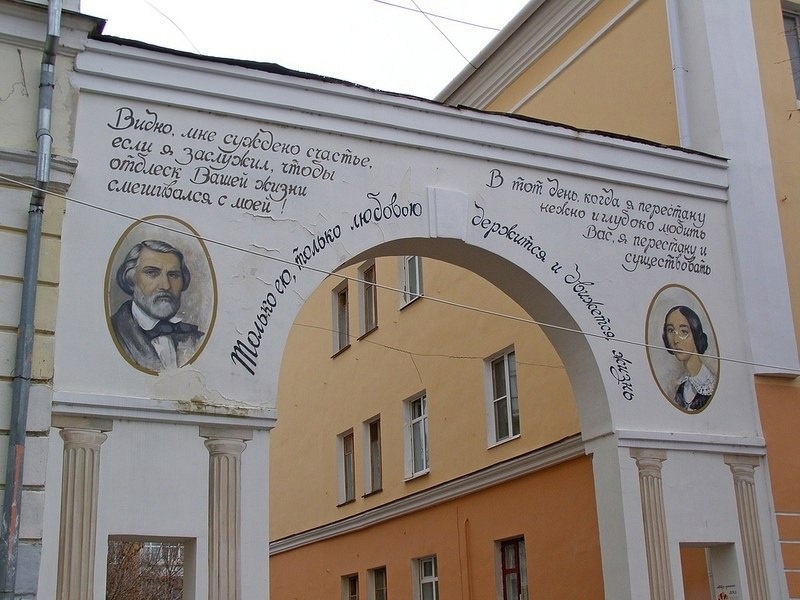 Видно, мне суждено счастье,
если я заслужил, чтобы
отблеск Вашей жизни
смешивался с моей!
В тот день, когда я перестану
нежно и глубоко любить
Вас, я перестану и
существовать
Только ею, только любовью держится и движется жизнь